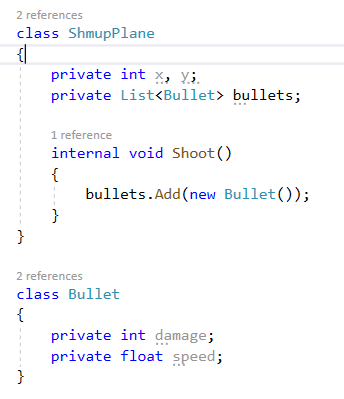 2 references
class ShmupPlane
{
private int x, y;
private List<Bullet> bullets;
1 reference
internal void Shoot()
{
bullets.Add(new Bullet());
}
}
2 references
class Bullet
{
private int damage;
private float speed;
}